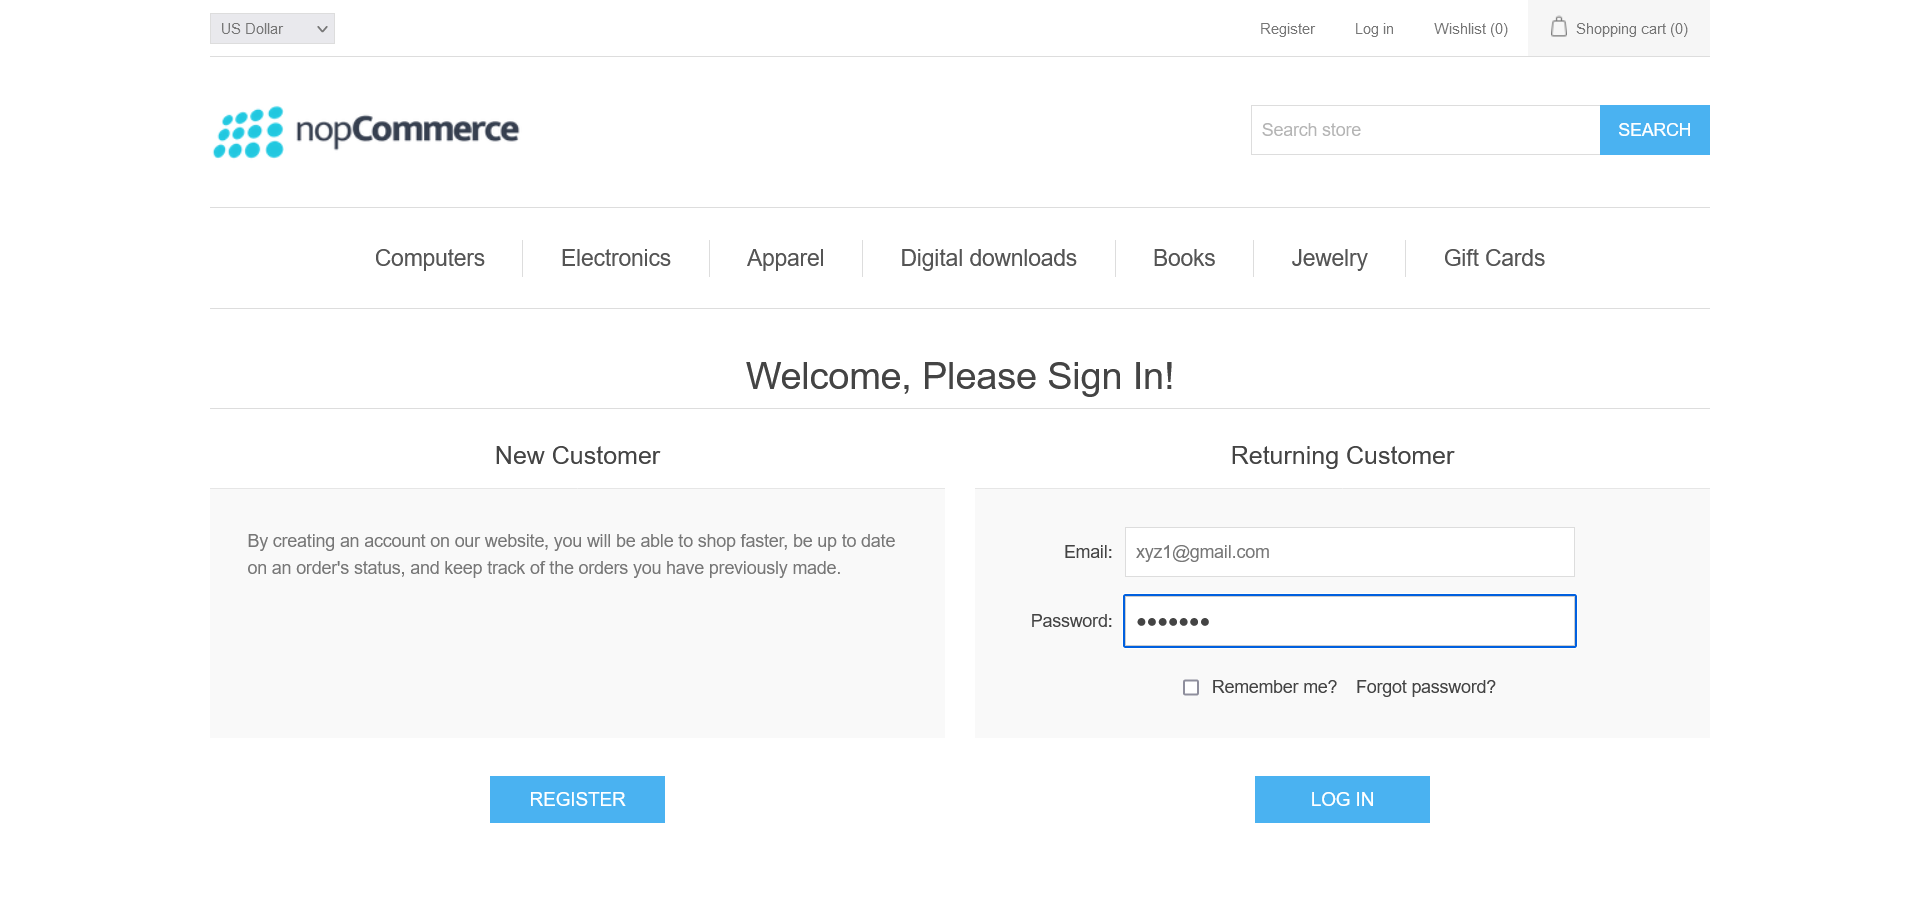 US Dollar
Register
Log in
Wishlist (0)
Shopping cart (0)
nopCommerce
Search store
SEARCH
Computers
Electronics
Apparel
Digital downloads
Books
Jewelry
Gift Cards
Welcome, Please Sign In!
New Customer
By creating an account on our website, you will be able to shop faster, be up to date
on an order's status, and keep track of the orders you have previously made.
REGISTER
Returning Customer
Email: xyz1@gmail.com
Password: •••••••
Remember me? Forgot password?
LOG IN